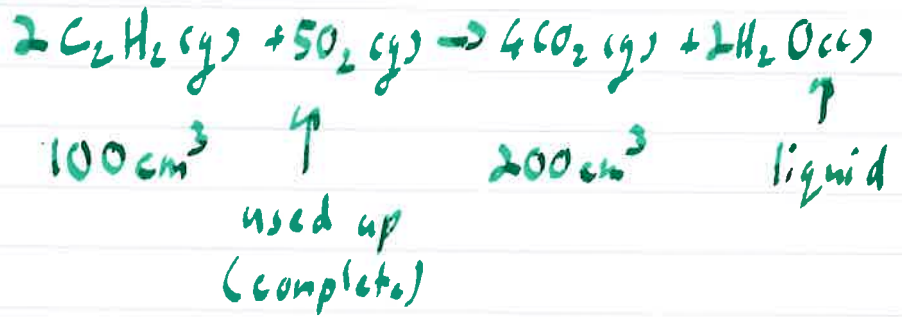 2C₂H₂(g) + 5O₂(g) → 4CO₂(g) + 2H₂O(l)
100cm³ ↑ 200cm³ ↑ liquid
used up
(complete)